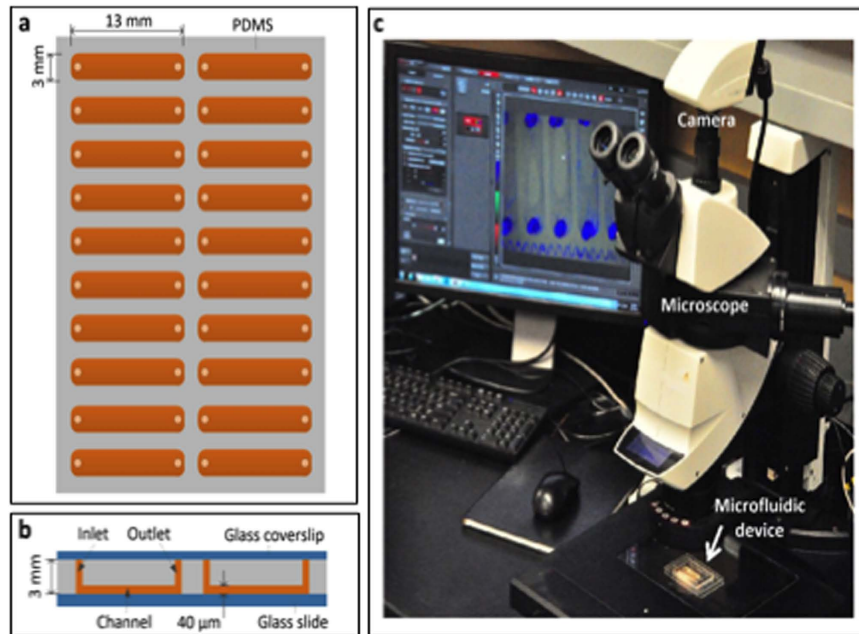 a
13 mm
PDMS
3 mm
b
Inlet
Outlet
Glass coverslip
3 mm
Channel
40 μm
Glass slide
c
Camera
Microscope
Microfluidic
device